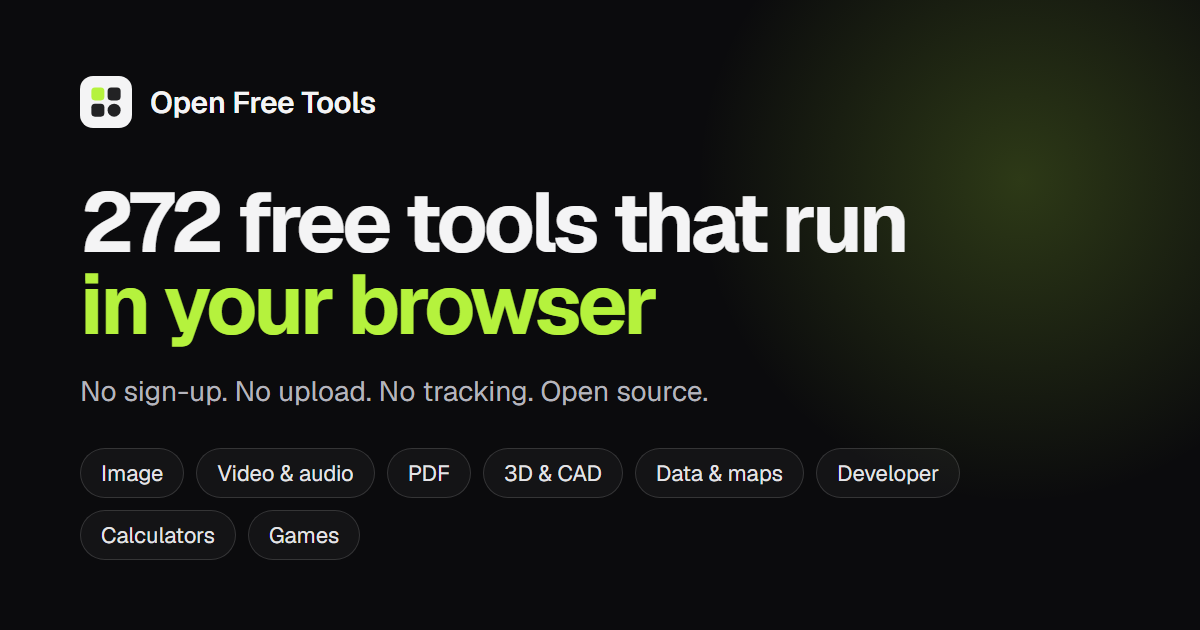 Open Free Tools
272 free tools that run
in your browser
No sign-up. No upload. No tracking. Open source.
Image Video & audio PDF 3D & CAD Data & maps Developer
Calculators Games